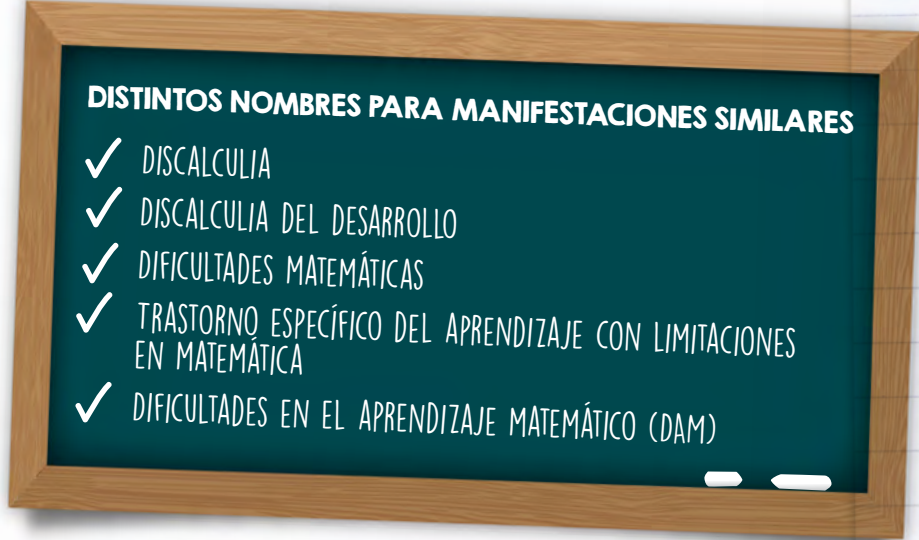 DISTINTOS NOMBRES PARA MANIFESTACIONES SIMILARES
DISCALCULIA
DISCALCULIA DEL DESARROLLO
DIFICULTADES MATEMÁTICAS
TRASTORNO ESPECÍFICO DEL APRENDIZAJE CON LIMITACIONES
EN MATEMÁTICA
DIFICULTADES EN EL APRENDIZAJE MATEMÁTICO (DAM)